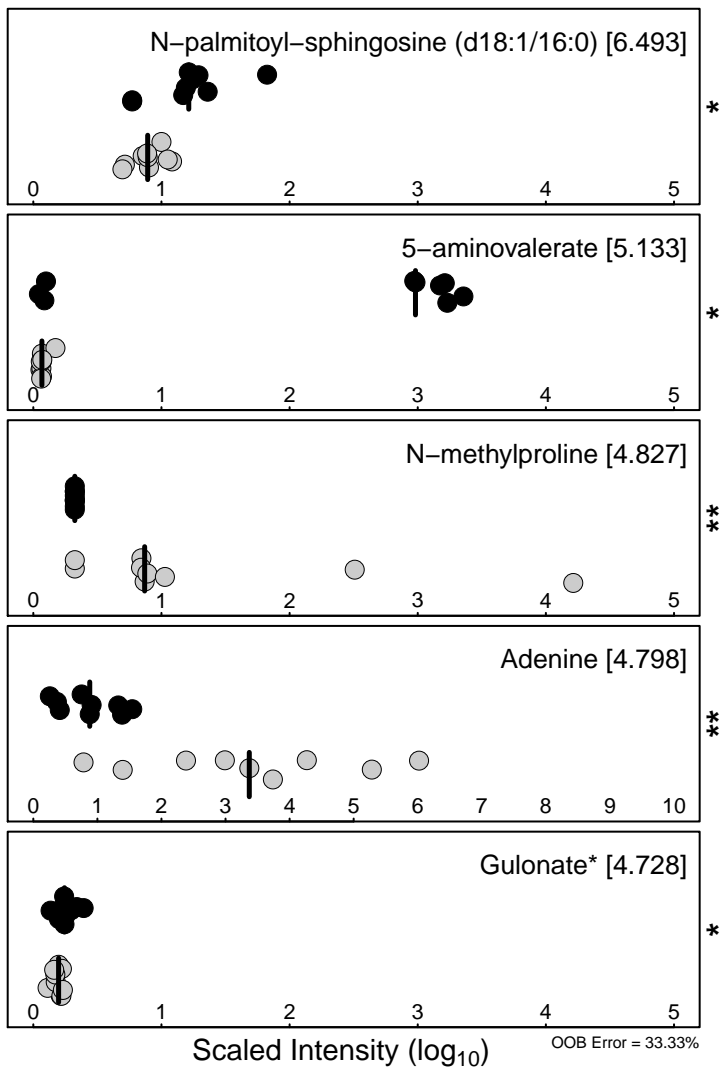 N−palmitoyl−sphingosine (d18:1/16:0) [6.493]
*
0 1 2 3 4 5
5−aminovalerate [5.133]
*
0 1 2 3 4 5
N−methylproline [4.827]
**
0 1 2 3 4 5
Adenine [4.798]
**
0 1 2 3 4 5 6 7 8 9 10
Gulonate* [4.728]
*
0 1 2 3 4 5
Scaled Intensity (log10)
OOB Error = 33.33%